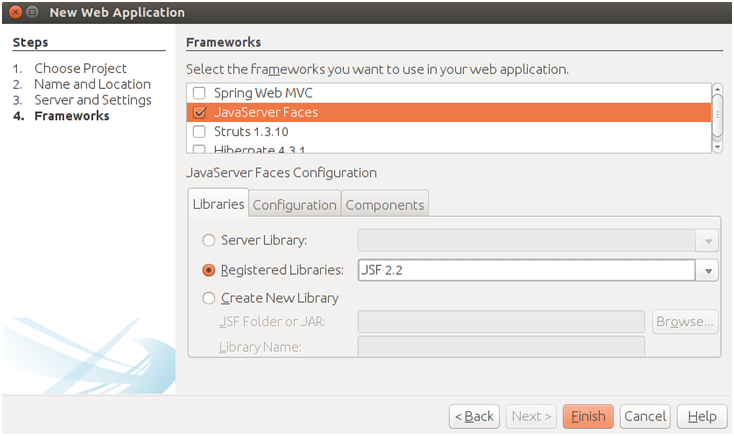 New Web Application
Steps
1. Choose Project
2. Name and Location
3. Server and Settings
4. Frameworks
Frameworks
Select the frameworks you want to use in your web application.
Spring Web MVC
JavaServer Faces
Struts 1.3.10
Hibernate 4.3.1
JavaServer Faces Configuration
Libraries Configuration Components
Server Library:
Registered Libraries: JSF 2.2
Create New Library
JSF Folder or JAR: Browse...
Library Name:
< Back Next > Finish Cancel Help